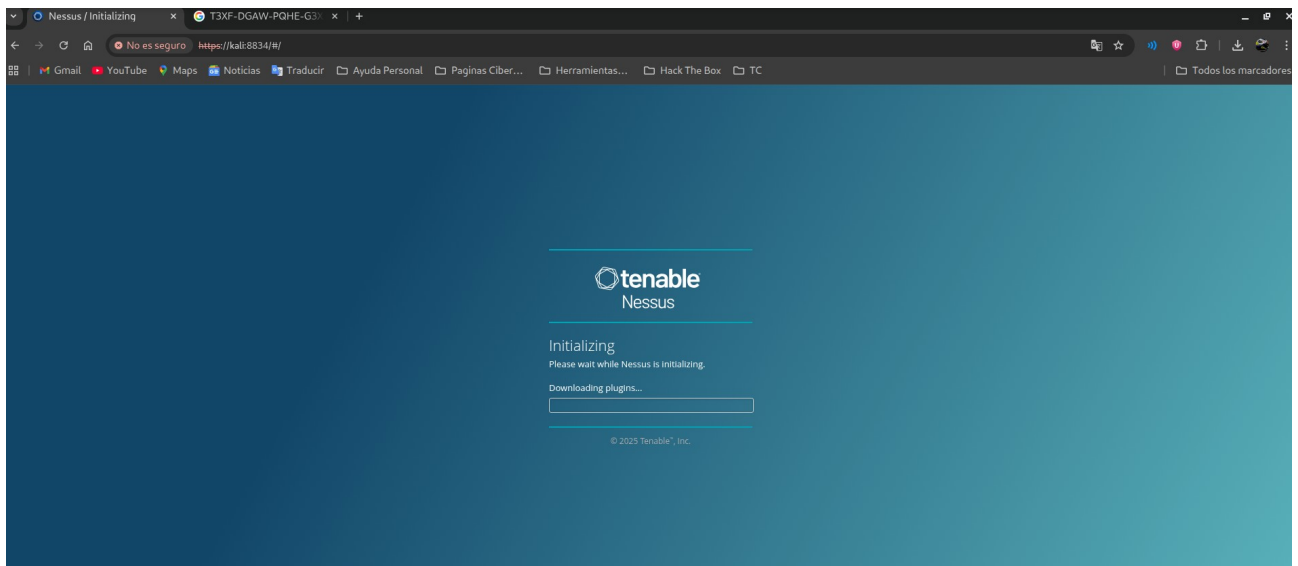 Nessus / Initializing
T3XF-DGAW-PQHE-G3
No es seguro https://kali:8834/#/
Gmail YouTube Maps Noticias Traducir Ayuda Personal Paginas Ciber... Herramientas... Hack The Box TC Todos los marcadores
tenable
Nessus
Initializing
Please wait while Nessus is initializing.
Downloading plugins...
© 2025 Tenable™, Inc.